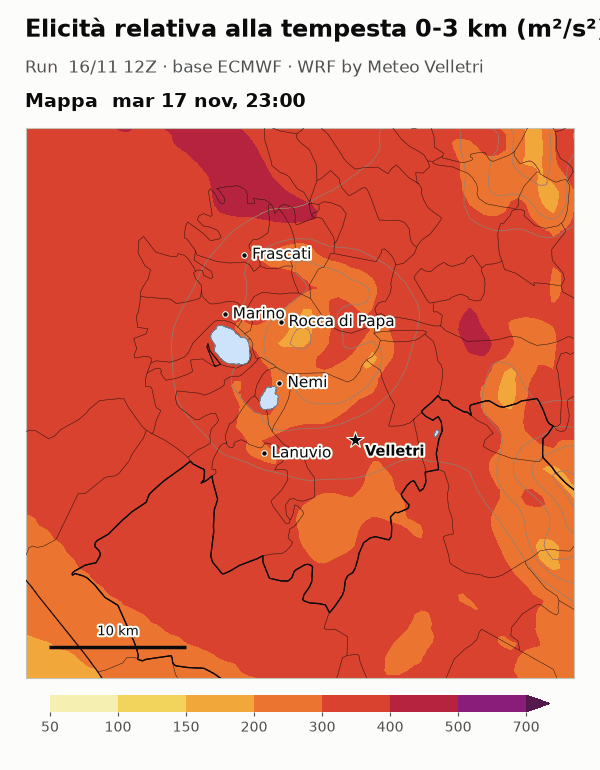 Elicità relativa alla tempesta 0-3 km (m²/s²)
Run  16/11 12Z · base ECMWF · WRF by Meteo Velletri
Mappa  mar 17 nov, 23:00
Frascati
Marino
Rocca di Papa
Nemi
Velletri
Lanuvio
10 km
50 100 150 200 300 400 500 700